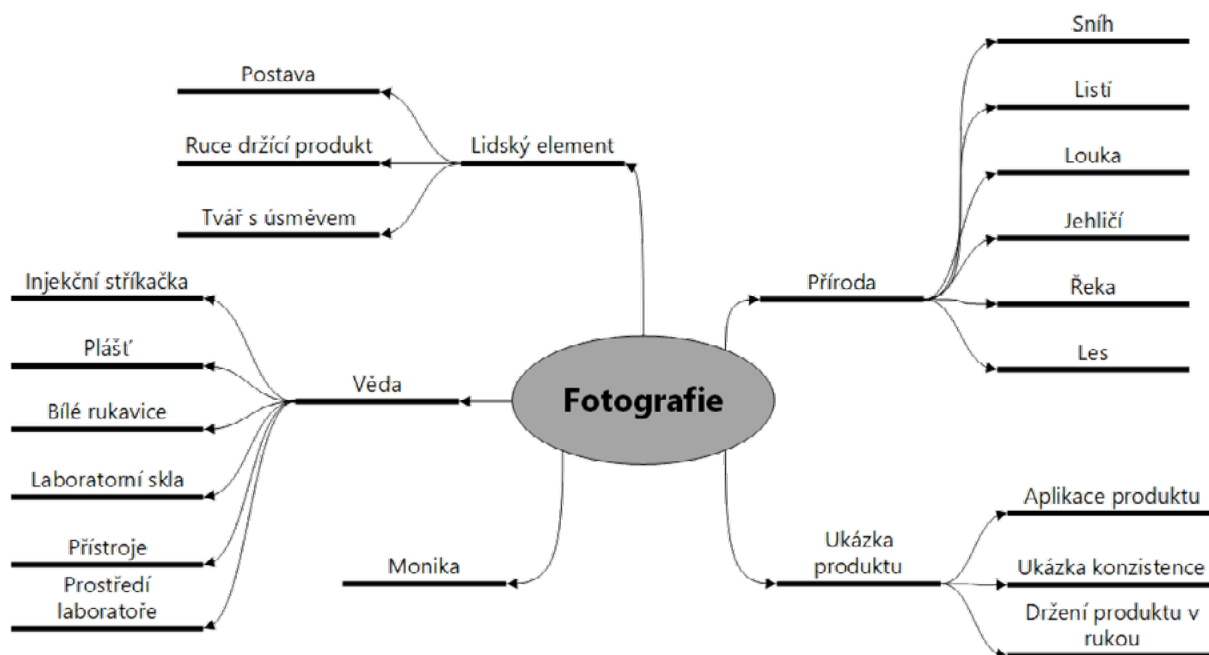 Postava
Ruce držící produkt
Tvář s úsměvem
Lidský element
Injekční stříkačka
Plášť
Bílé rukavice
Laboratorní skla
Přístroje
Prostředí
laboratoře
Věda
Monika
Fotografie
Příroda
Sníh
Listí
Louka
Jehličí
Řeka
Les
Ukázka
produktu
Aplikace produktu
Ukázka konzistence
Držení produktu v
rukou